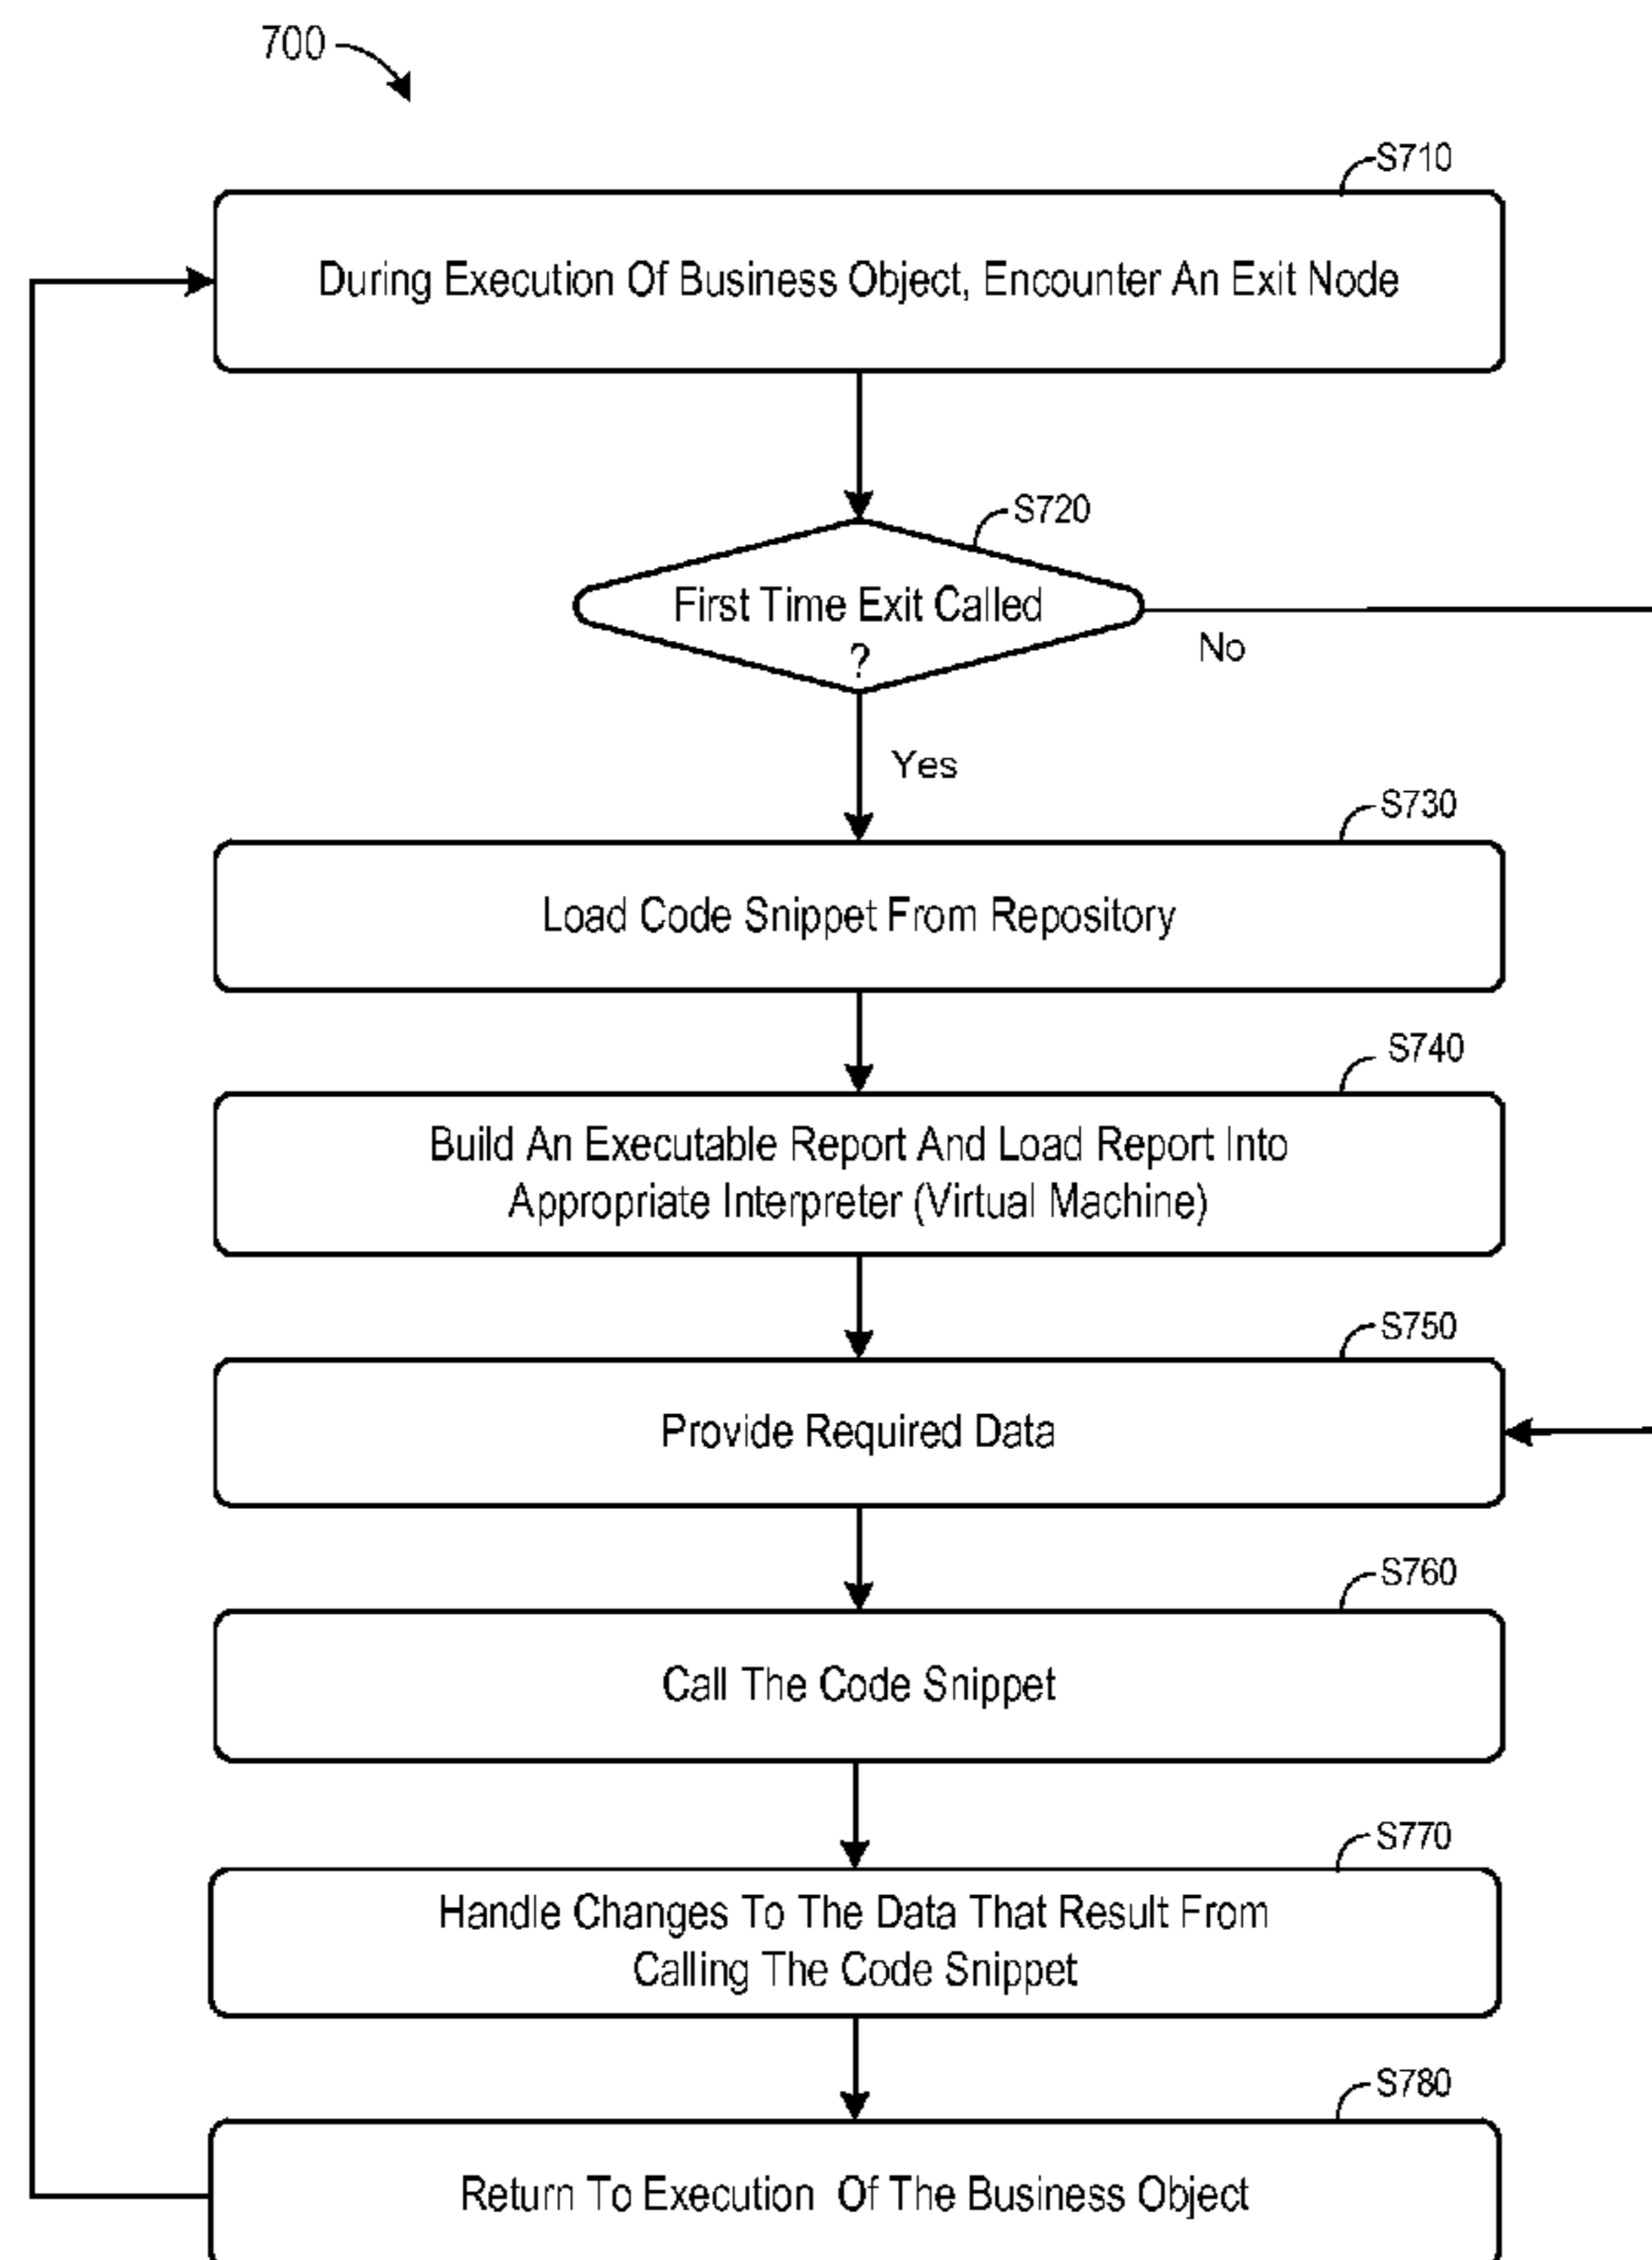 700
S710
During Execution Of Business Object, Encounter An Exit Node
S720
First Time Exit Called
?
No
Yes
S730
Load Code Snippet From Repository
S740
Build An Executable Report And Load Report Into
Appropriate Interpreter (Virtual Machine)
S750
Provide Required Data
S760
Call The Code Snippet
S770
Handle Changes To The Data That Result From
Calling The Code Snippet
S780
Return To Execution Of The Business Object